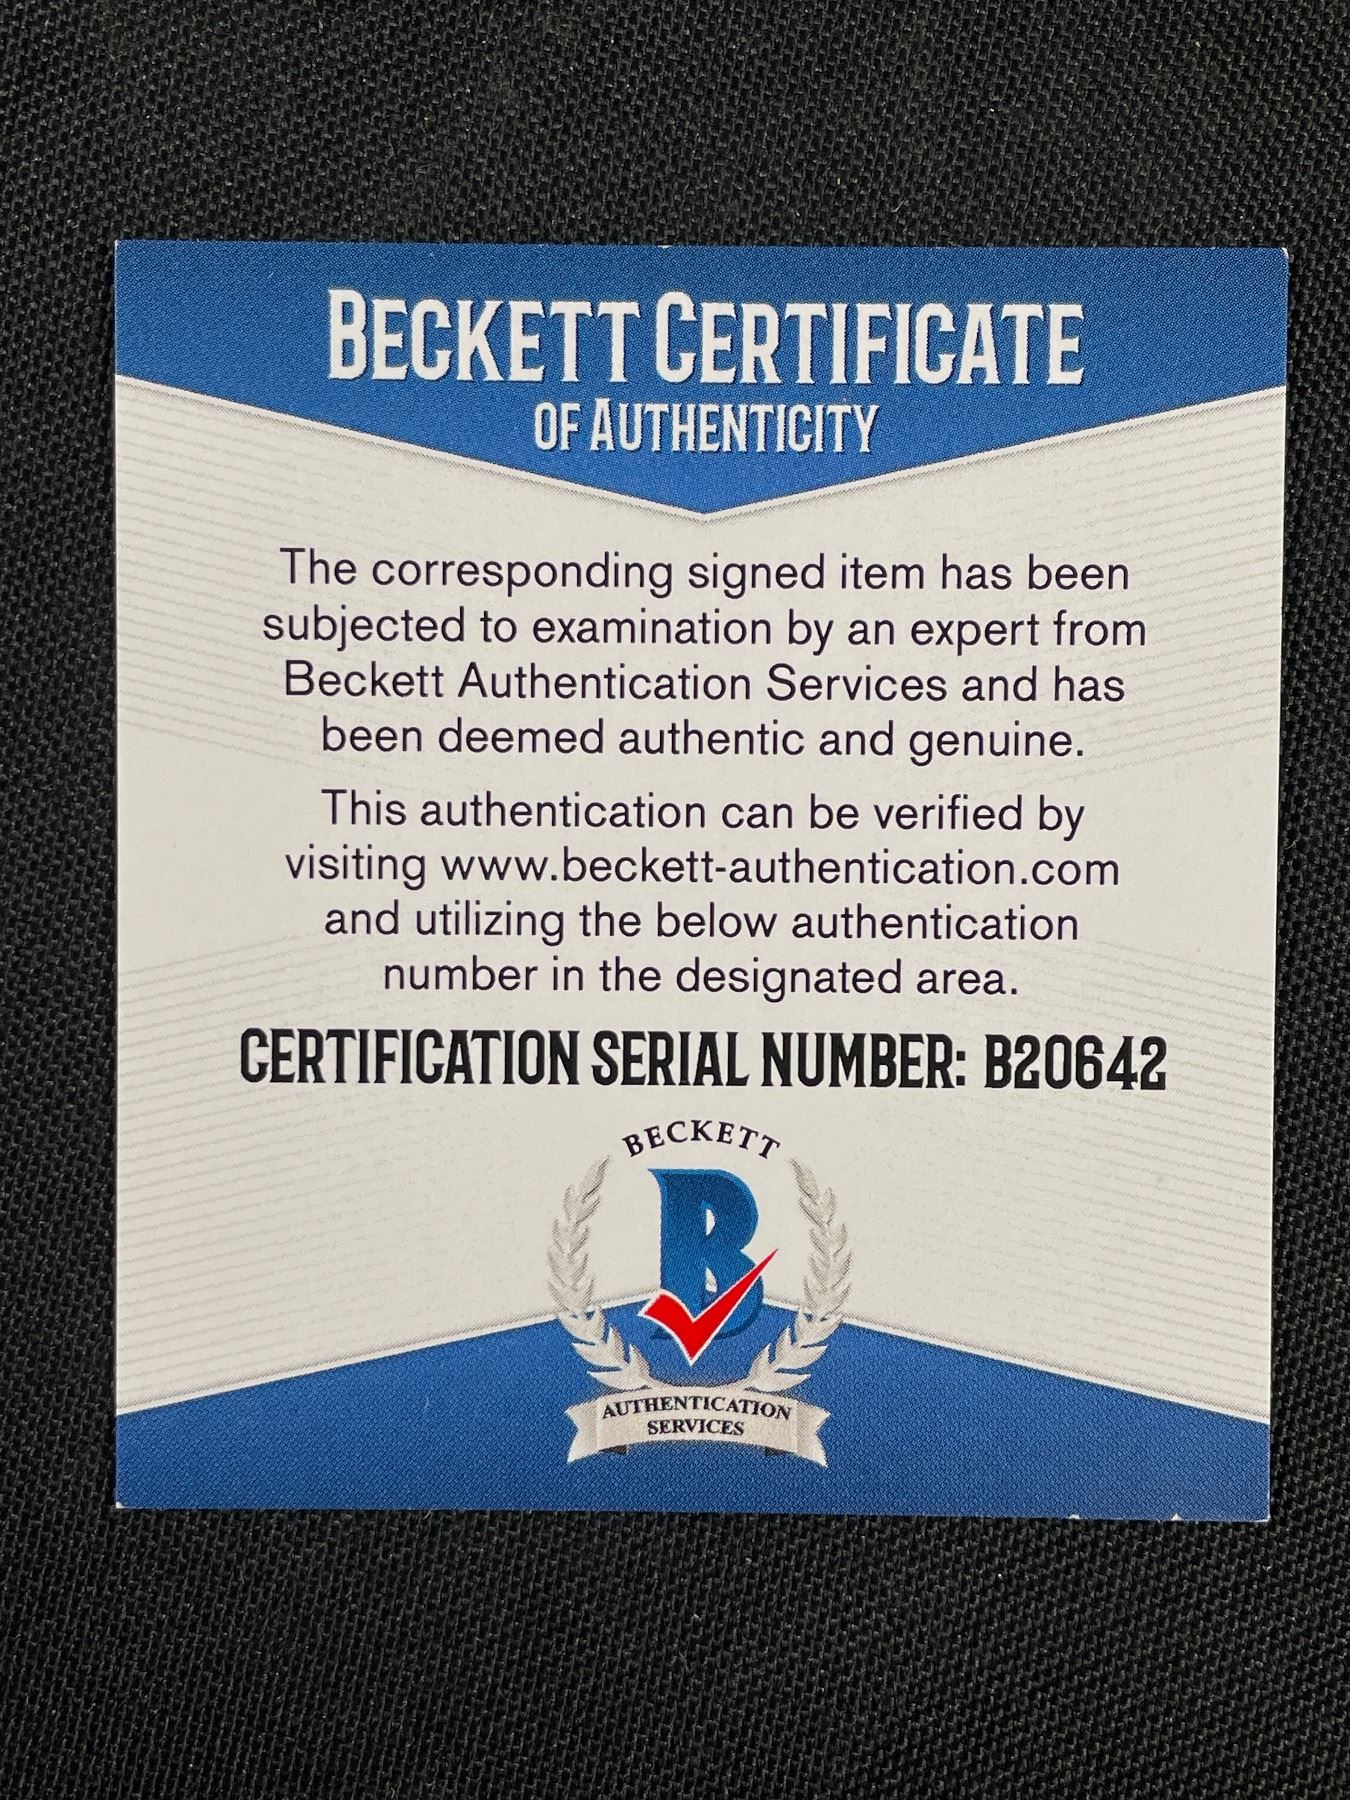 BECKETT CERTIFICATE
OF AUTHENTICITY
The corresponding signed item has been
subjected to examination by an expert from
Beckett Authentication Services and has
been deemed authentic and genuine.
This authentication can be verified by
visiting www.beckett-authentication.com
and utilizing the below authentication
number in the designated area.
CERTIFICATION SERIAL NUMBER: B20642
BECKETT
B
AUTHENTICATION
SERVICES